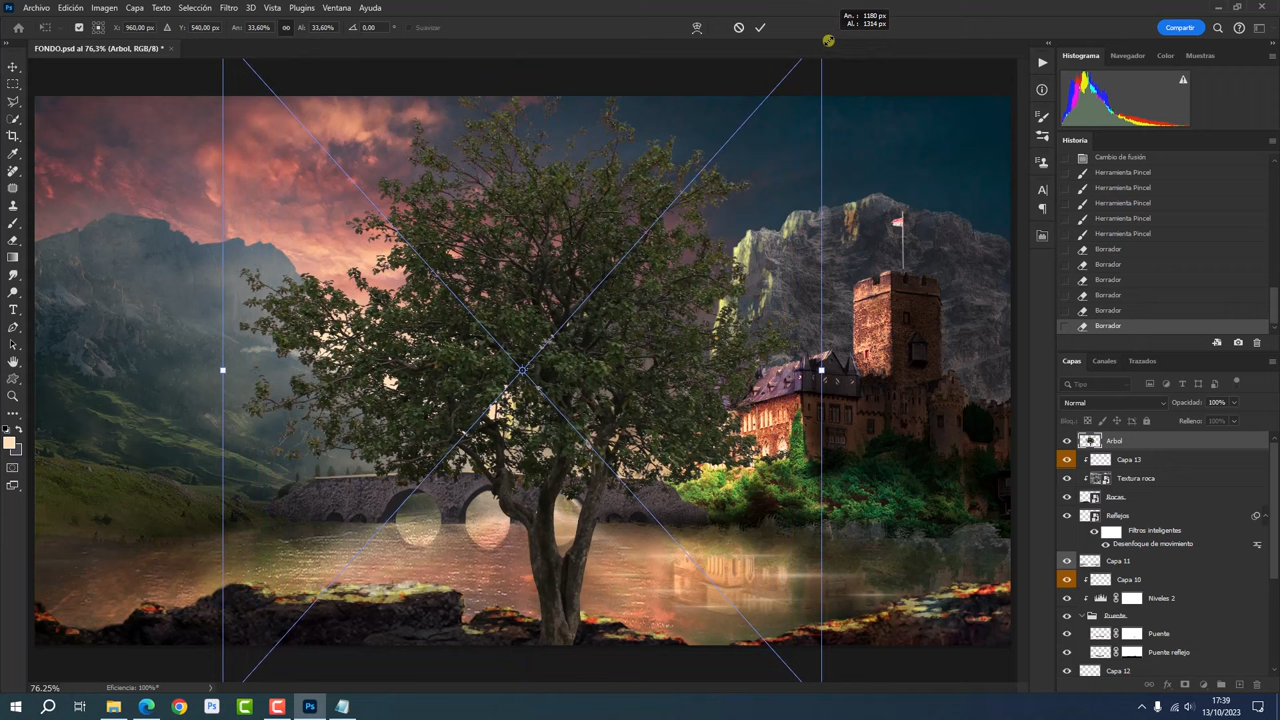 Archivo Edición Imagen Capa Texto Selección Filtro 3D Vista Plugins Ventana Ayuda
X: 960,00 px Y: 540,00 px An: 33,60% Al: 33,60% 0,00 ° Suavizar
An. : 1180 px
Al. : 1314 px
Compartir
FONDO.psd al 76,3% (Arbol, RGB/8) *
Histograma Navegador Color Muestras
Historia
Cambio de fusión
Herramienta Pincel
Herramienta Pincel
Herramienta Pincel
Herramienta Pincel
Herramienta Pincel
Borrador
Borrador
Borrador
Borrador
Borrador
Borrador
Capas Canales Trazados
Tipo
Normal Opacidad: 100%
Bloq.: Relleno: 100%
Arbol
Capa 13
Textura roca
Rocas
Reflejos
Filtros inteligentes
Desenfoque de movimiento
Capa 11
Capa 10
Niveles 2
Puente
Puente
Puente reflejo
Capa 12
76.25% Eficiencia: 100%*
17:39
13/10/2023